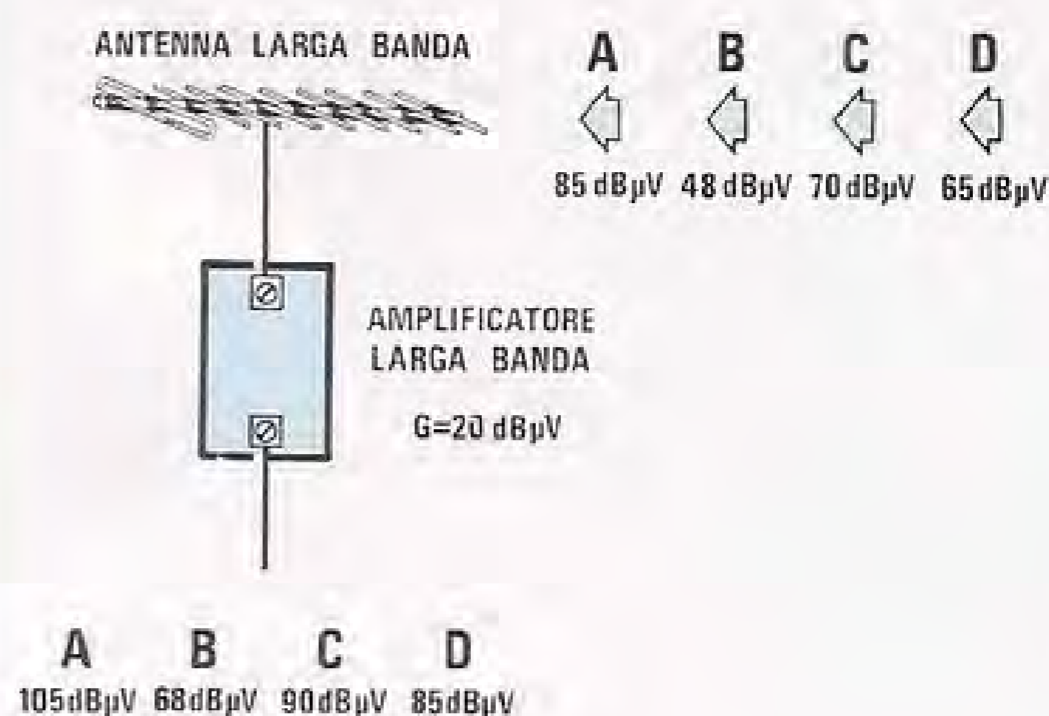 ANTENNA LARGA BANDA
A B C D
85 dBµV 48 dBµV 70 dBµV 65 dBµV
AMPLIFICATORE
LARGA BANDA
G=20 dBµV
A B C D
105dBµV 68dBµV 90dBµV 85dBµV